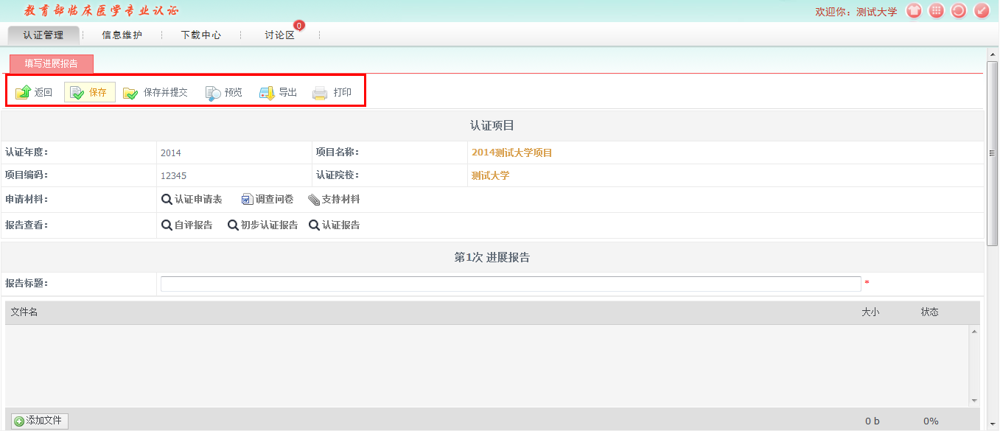 教育部临床医学专业认证
欢迎你：测试大学
认证管理 信息维护 下载中心 讨论区 0
填写进展报告
返回 保存 保存并提交 预览 导出 打印
认证项目
认证年度： 2014 项目名称： 2014测试大学项目
项目编码： 12345 认证院校： 测试大学
申请材料： 认证申请表 调查问卷 支持材料
报告查看： 自评报告 初步认证报告 认证报告
第1次 进展报告
报告标题： *
文件名 大小 状态
添加文件 0 b 0%